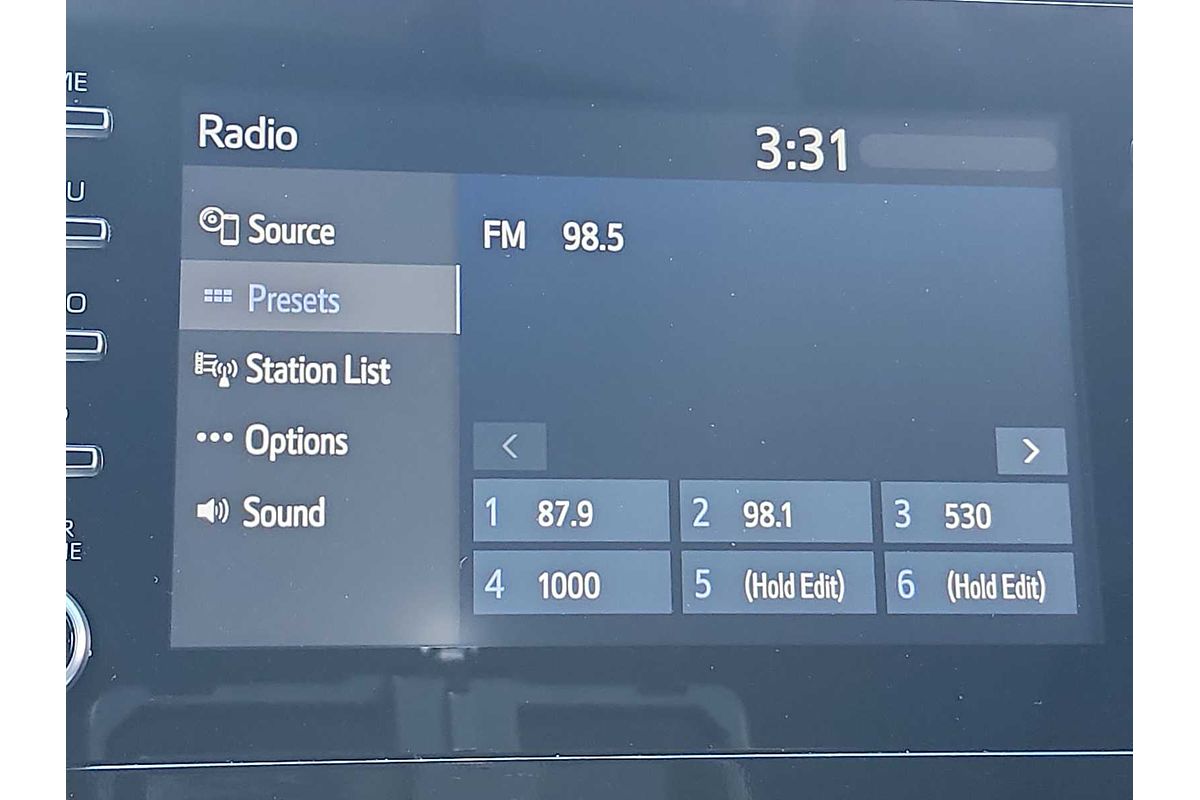 Radio
3:31
Source
Presets
Station List
Options
Sound
FM 98.5
<
>
1 87.9
2 98.1
3 530
4 1000
5 (Hold Edit)
6 (Hold Edit)